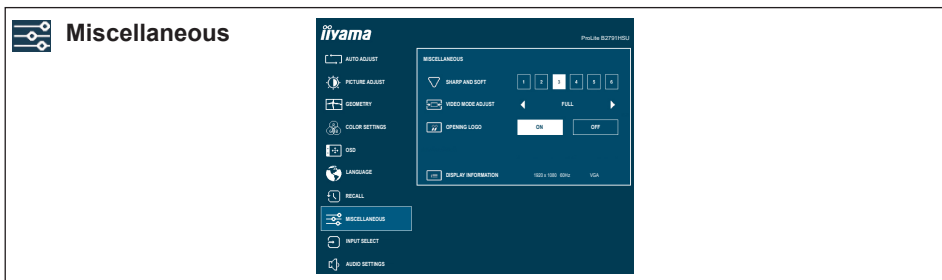 Miscellaneous
iiyama
ProLite B2791HSU
AUTO ADJUST
MISCELLANEOUS
PICTURE ADJUST
SHARP AND SOFT
1 2 3 4 5 6
GEOMETRY
VIDEO MODE ADJUST
FULL
COLOR SETTINGS
OPENING LOGO
ON
OFF
OSD
LANGUAGE
DISPLAY INFORMATION
1920 x 1080 60Hz
VGA
RECALL
MISCELLANEOUS
INPUT SELECT
AUDIO SETTINGS